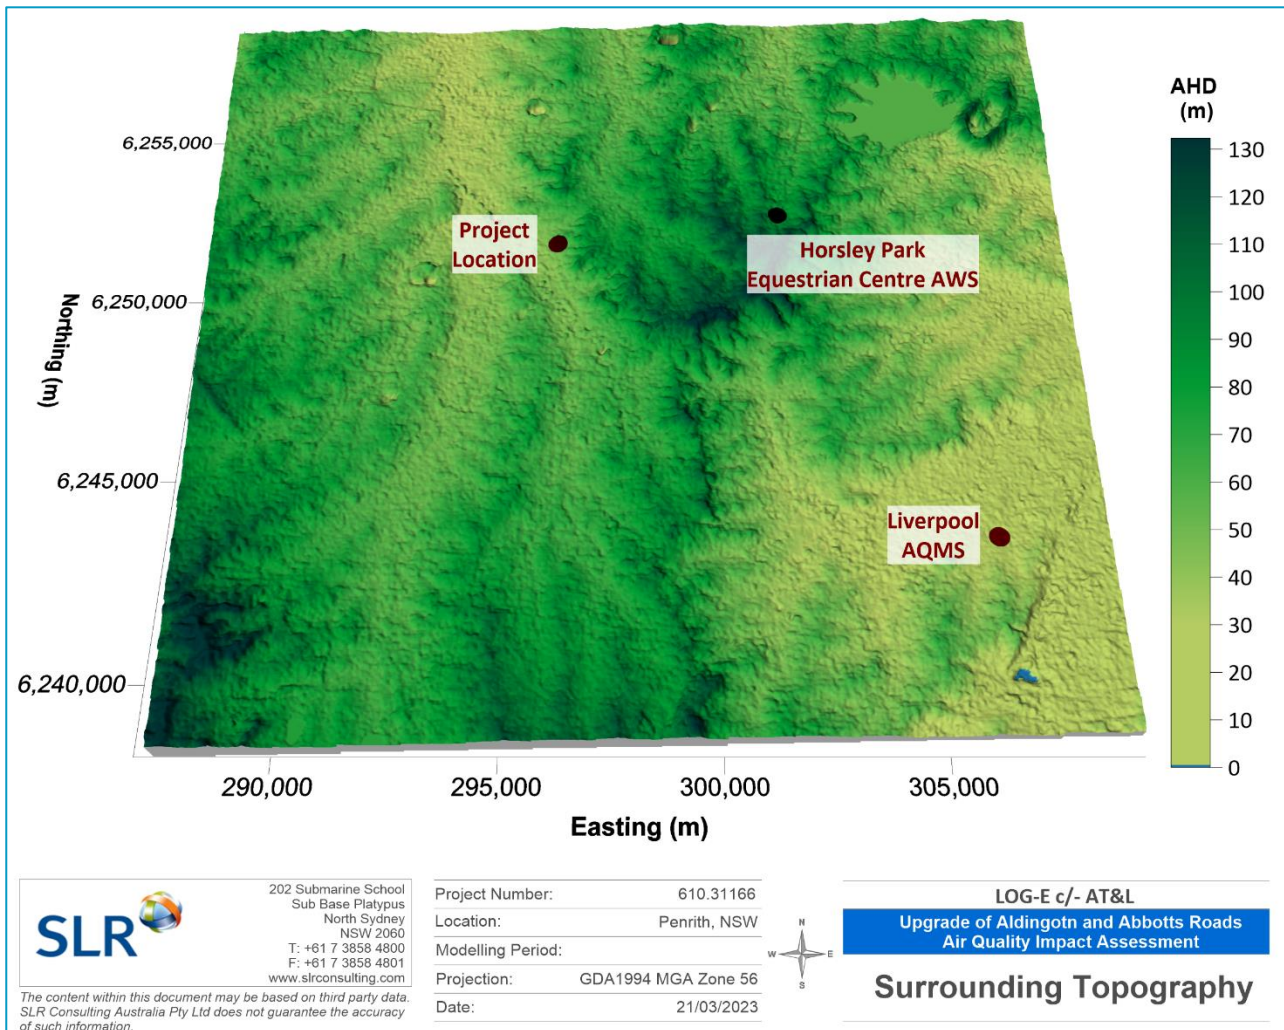 AHD
(m)
130
120
110
100
90
80
70
60
50
40
30
20
10
0
6,255,000
6,250,000
6,245,000
6,240,000
Northing (m)
Project
Location
Horsley Park
Equestrian Centre AWS
Liverpool
AQMS
290,000
295,000
300,000
305,000
Easting (m)
SLR
202 Submarine School
Sub Base Platypus
North Sydney
NSW 2060
T: +61 7 3858 4800
F: +61 7 3858 4801
www.slrconsulting.com
The content within this document may be based on third party data.
SLR Consulting Australia Pty Ltd does not guarantee the accuracy
of such information.
Project Number: 610.31166
Location: Penrith, NSW
Modelling Period:
Projection: GDA1994 MGA Zone 56
Date: 21/03/2023
N
W E
S
LOG-E c/- AT&L
Upgrade of Aldingotn and Abbotts Roads
Air Quality Impact Assessment
Surrounding Topography